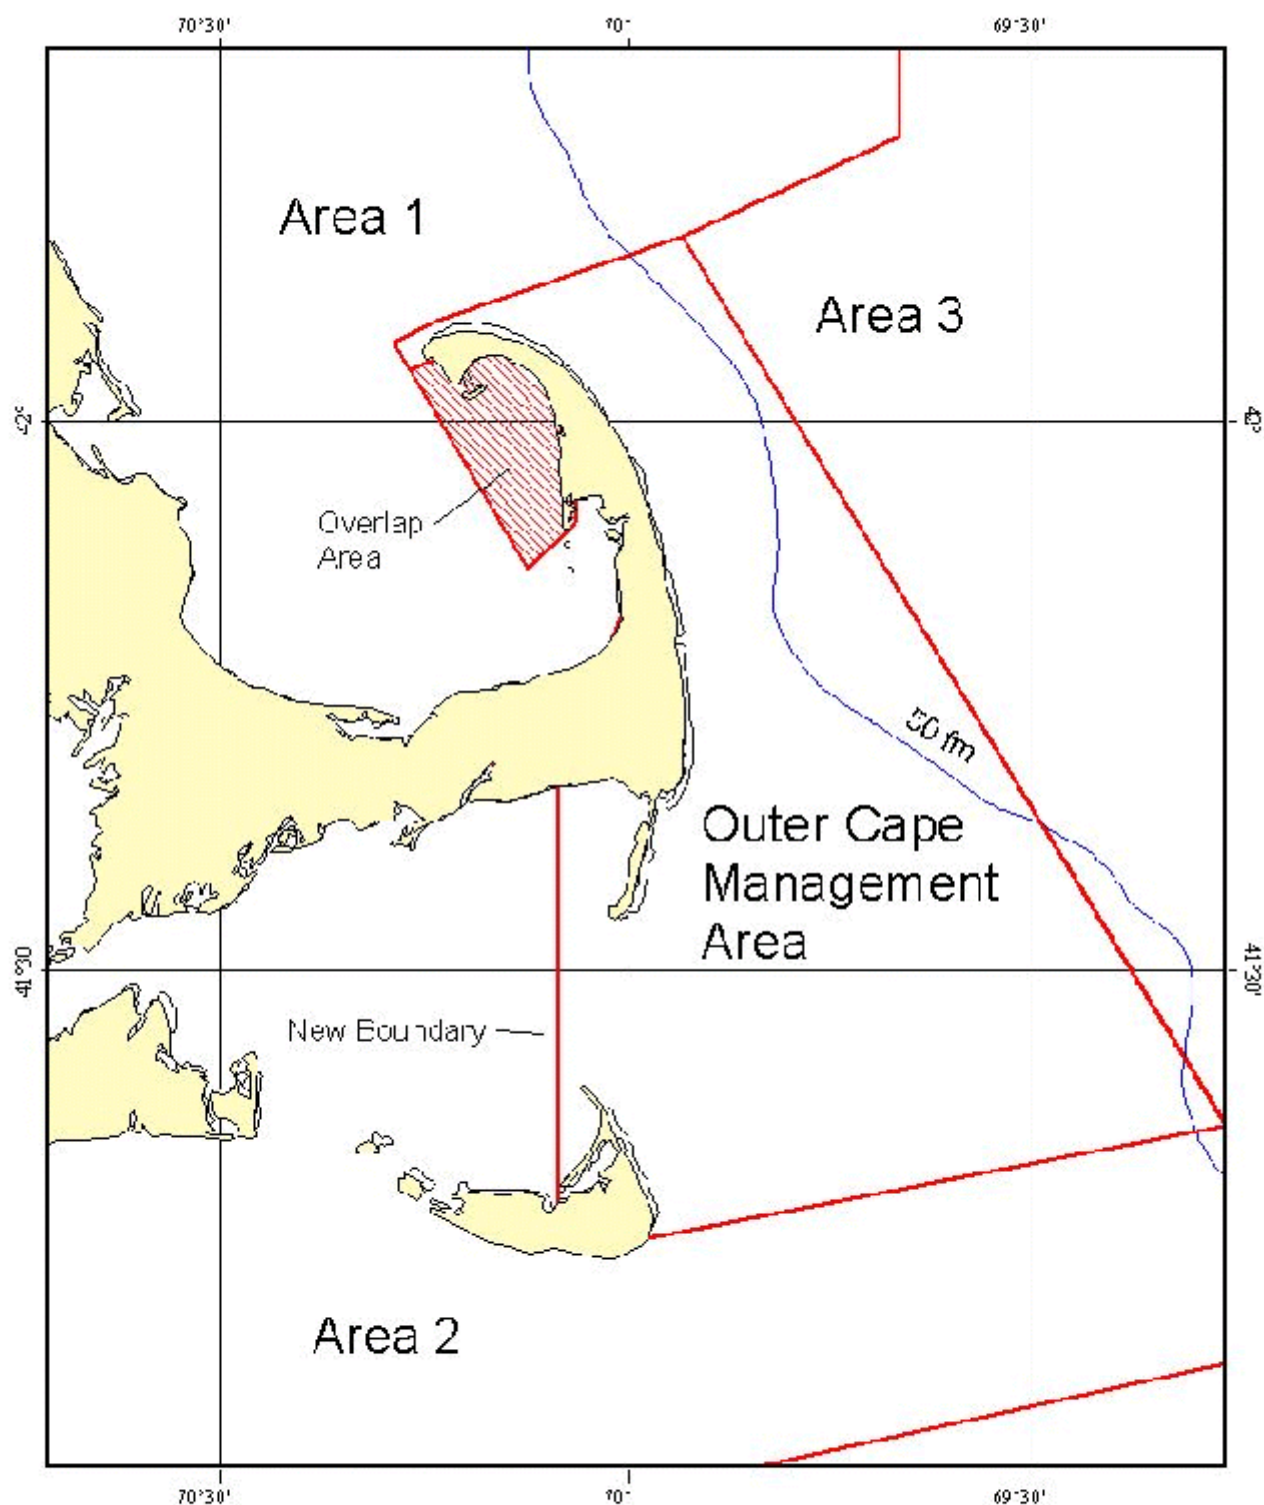 70°30'
70°
69°30'
Area 1
Area 3
42°
42°
Overlap
Area
50 fm
Outer Cape
Management
Area
41°30'
41°30'
New Boundary
Area 2
70°30'
70°
69°30'